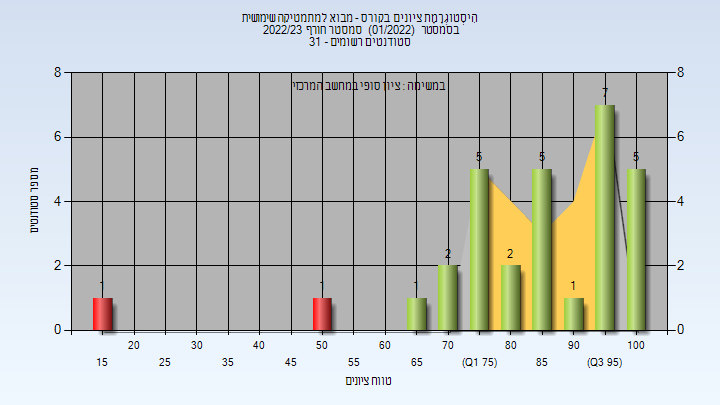 היסטוגרמת ציונים בקורס - מבוא למתמטיקה שימושית
בסמסטר (01/2022) סמסטר חורף 2022/23
סטודנטים רשומים - 31
במשימה : ציון סופי במחשב המרכזי
מספר סטודנטים
8 8
6 6
4 4
2 2
0 0
1 1 1 2 5 2 5 1 7 5
20 30 40 50 60 70 80 90 100
15 25 35 45 55 65 (Q1 75) 85 (Q3 95)
טווח ציונים